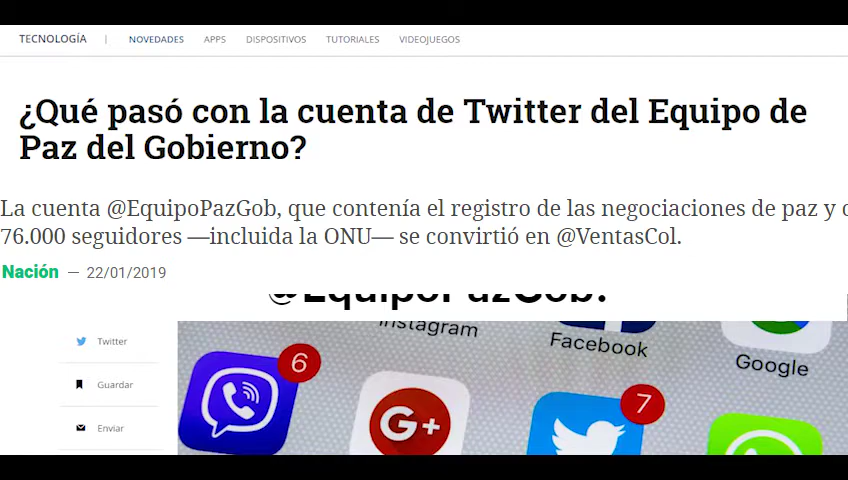 TECNOLOGÍA | NOVEDADES APPS DISPOSITIVOS TUTORIALES VIDEOJUEGOS
¿Qué pasó con la cuenta de Twitter del Equipo de
Paz del Gobierno?
La cuenta @EquipoPazGob, que contenía el registro de las negociaciones de paz y
76.000 seguidores —incluida la ONU— se convirtió en @VentasCol.
Nación — 22/01/2019
@EquipoPazGob?
Twitter
Guardar
Enviar
Instagram
Facebook
Google
6
G+
7